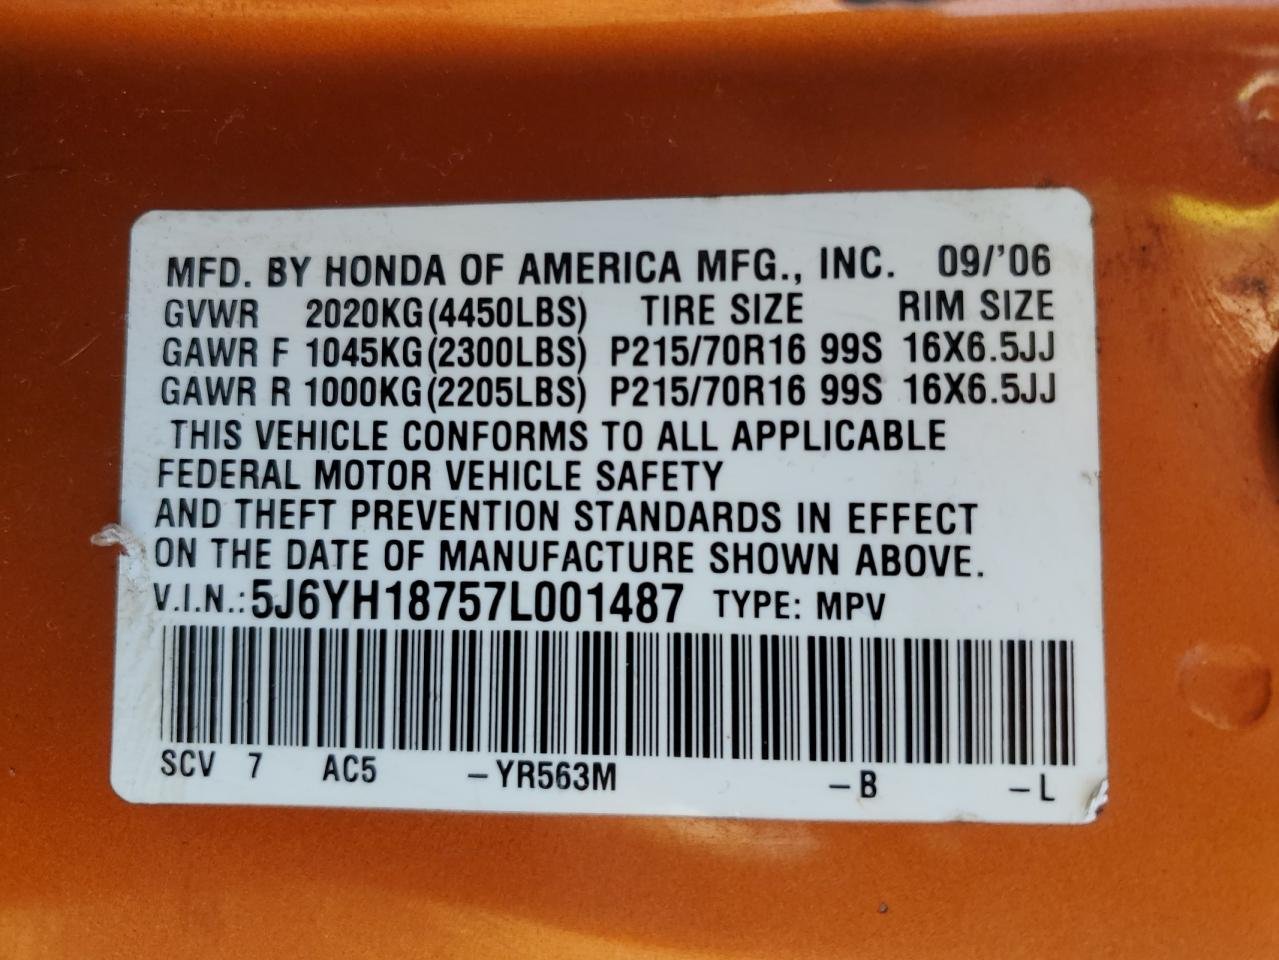 MFD. BY HONDA OF AMERICA MFG., INC. 09/'06
GVWR 2020KG(4450LBS) TIRE SIZE RIM SIZE
GAWR F 1045KG(2300LBS) P215/70R16 99S 16X6.5JJ
GAWR R 1000KG(2205LBS) P215/70R16 99S 16X6.5JJ
THIS VEHICLE CONFORMS TO ALL APPLICABLE
FEDERAL MOTOR VEHICLE SAFETY
AND THEFT PREVENTION STANDARDS IN EFFECT
ON THE DATE OF MANUFACTURE SHOWN ABOVE.
V.I.N.: 5J6YH18757L001487 TYPE: MPV
SCV 7 AC5 -YR563M -B -L